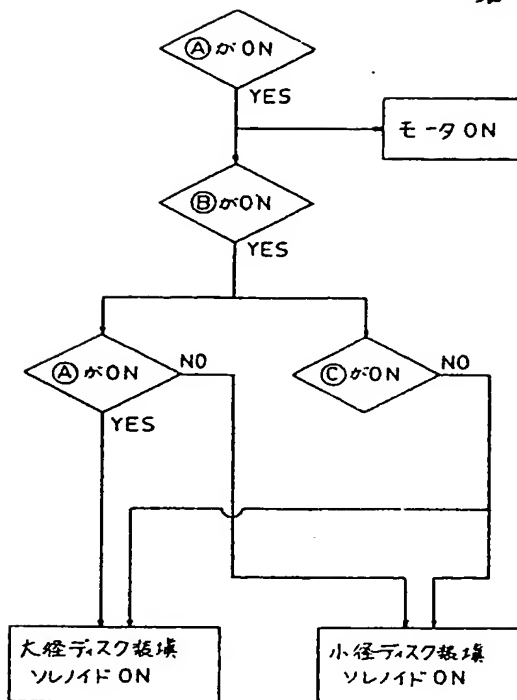 ⒶがON
YES
モータON
ⒷがON
YES
ⒶがON
NO
ⒸがON
NO
YES
大径ディスク装填
ソレノイドON
小径ディスク装填
ソレノイドON